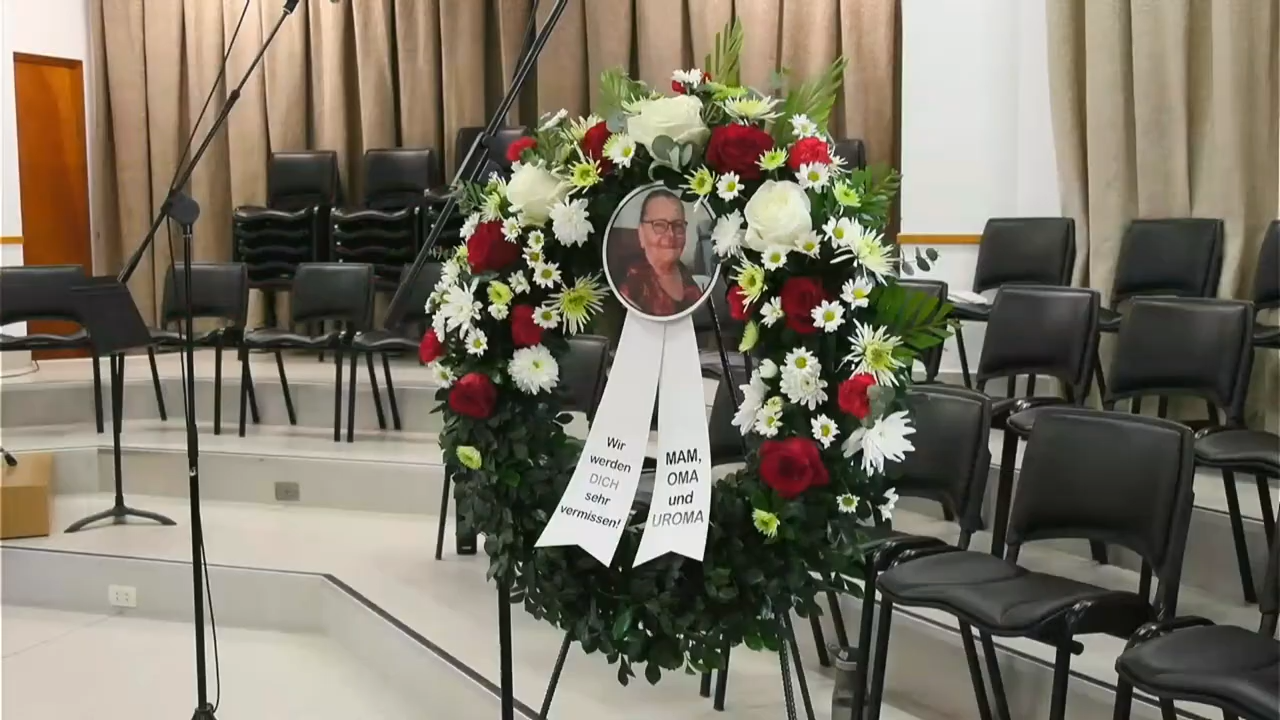 Wir
werden
DICH
sehr
vermissen!
MAM,
OMA
und
UROMA